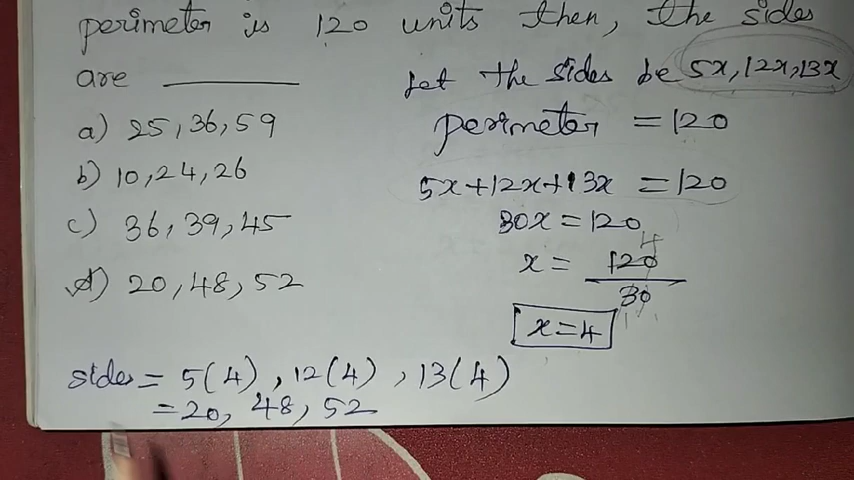 perimeter is 120 units then, the sides
are ________ let the sides be 5x, 12x, 13x
a) 25, 36, 59
b) 10, 24, 26
c) 36, 39, 45
d) 20, 48, 52
perimeter = 120
5x+12x+13x = 120
30x = 120
x = 120/30 4
x=4
sides = 5(4), 12(4), 13(4)
=20, 48, 52